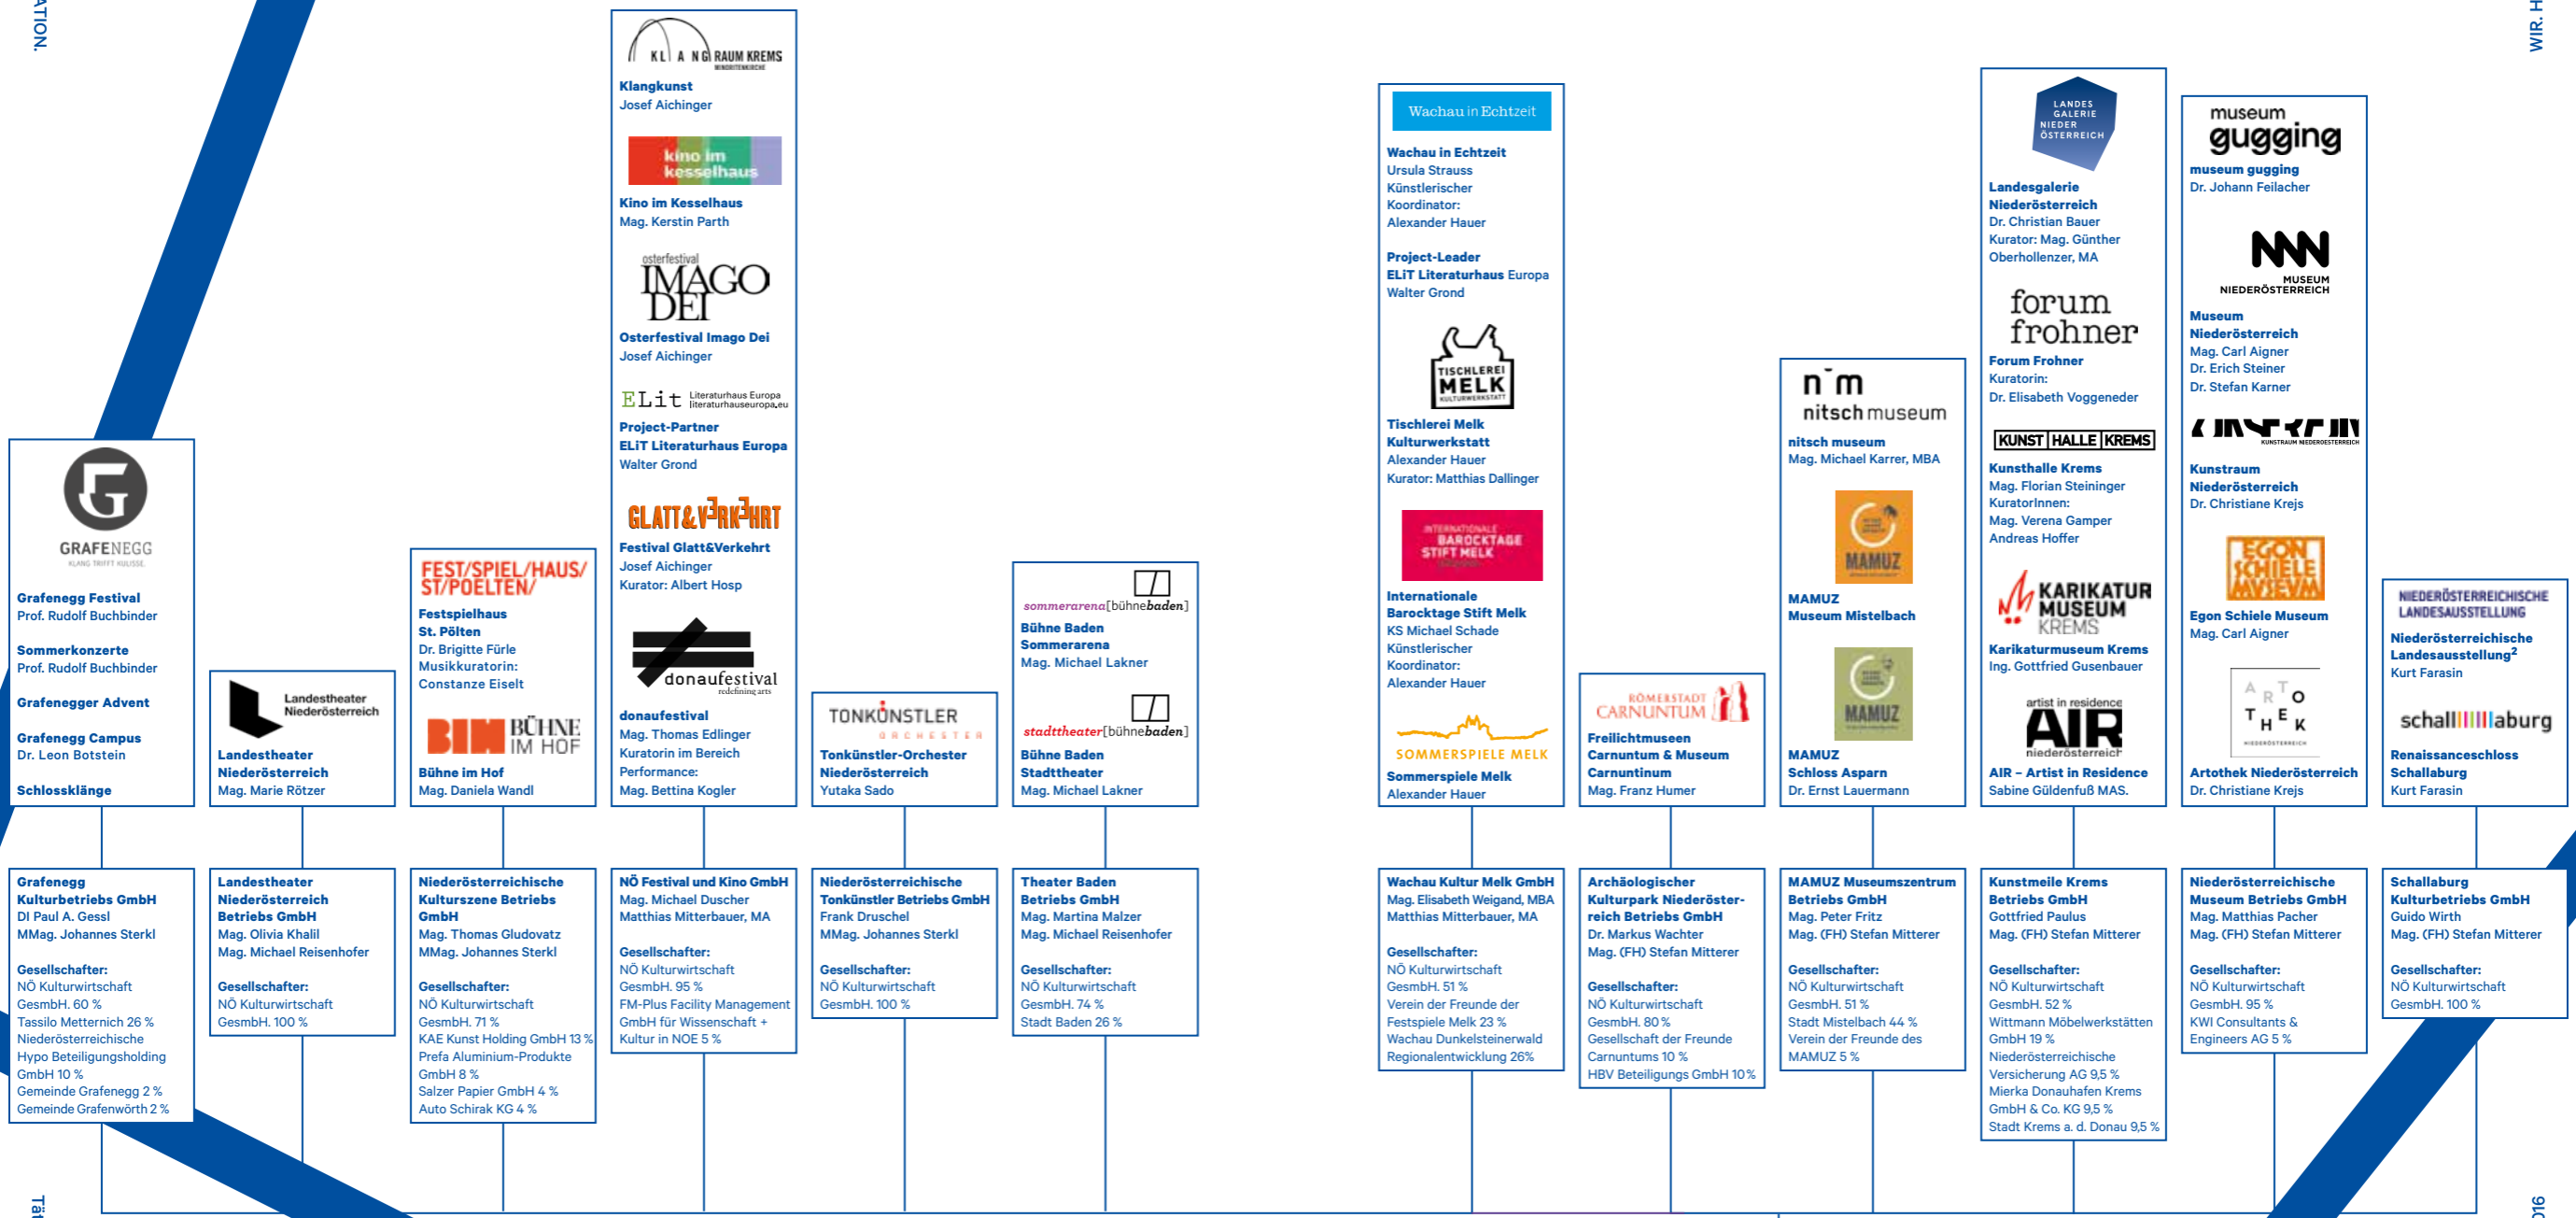 ATION.
WIR. H
GRAFENEGG
KLANG TRIFFT KULISSE.
Grafenegg Festival
Prof. Rudolf Buchbinder
Sommerkonzerte
Prof. Rudolf Buchbinder
Grafenegger Advent
Grafenegg Campus
Dr. Leon Botstein
Schlossklänge
Landestheater
Niederösterreich
Landestheater
Niederösterreich
Mag. Marie Rötzer
FEST/SPIEL/HAUS/
ST/POELTEN/
Festspielhaus
St. Pölten
Dr. Brigitte Fürle
Musikkuratorin:
Constanze Eiselt
BIM BÜHNE
IM HOF
Bühne im Hof
Mag. Daniela Wandl
KLANGRAUM KREMS
MINORITENKIRCHE
Klangkunst
Josef Aichinger
kino im
kesselhaus
Kino im Kesselhaus
Mag. Kerstin Parth
osterfestival
IMAGO
DEI
Osterfestival Imago Dei
Josef Aichinger
ELit Literaturhaus Europa
literaturhauseuropa.eu
Project-Partner
ELiT Literaturhaus Europa
Walter Grond
GLATT&VERKEHRT
Festival Glatt&Verkehrt
Josef Aichinger
Kurator: Albert Hosp
donaufestival
redefining arts
donaufestival
Mag. Thomas Edlinger
Kuratorin im Bereich
Performance:
Mag. Bettina Kogler
TONKÜNSTLER
ORCHESTER
Tonkünstler-Orchester
Niederösterreich
Yutaka Sado
sommerarena[bühnebaden]
Bühne Baden
Sommerarena
Mag. Michael Lakner
stadttheater[bühnebaden]
Bühne Baden
Stadttheater
Mag. Michael Lakner
Wachau in Echtzeit
Wachau in Echtzeit
Ursula Strauss
Künstlerischer
Koordinator:
Alexander Hauer
Project-Leader
ELiT Literaturhaus Europa
Walter Grond
TISCHLEREI
MELK
KULTURWERKSTATT
Tischlerei Melk
Kulturwerkstatt
Alexander Hauer
Kurator: Matthias Dallinger
INTERNATIONALE
BAROCKTAGE
STIFT MELK
Internationale
Barocktage Stift Melk
KS Michael Schade
Künstlerischer
Koordinator:
Alexander Hauer
SOMMERSPIELE MELK
Sommerspiele Melk
Alexander Hauer
RÖMERSTADT
CARNUNTUM
Freilichtmuseen
Carnuntum & Museum
Carnuntinum
Mag. Franz Humer
n˘m
nitsch museum
nitsch museum
Mag. Michael Karrer, MBA
MAMUZ
MAMUZ
Museum Mistelbach
MAMUZ
MAMUZ
Schloss Asparn
Dr. Ernst Lauermann
LANDES
GALERIE
NIEDER
ÖSTERREICH
Landesgalerie
Niederösterreich
Dr. Christian Bauer
Kurator: Mag. Günther
Oberhollenzer, MA
forum
frohner
Forum Frohner
Kuratorin:
Dr. Elisabeth Voggeneder
KUNST HALLE KREMS
Kunsthalle Krems
Mag. Florian Steininger
KuratorInnen:
Mag. Verena Gamper
Andreas Hoffer
KARIKATUR
MUSEUM
KREMS
Karikaturmuseum Krems
Ing. Gottfried Gusenbauer
artist in residence
AIR
niederösterreich
AIR – Artist in Residence
Sabine Güldenfuß MAS.
museum
gugging
museum gugging
Dr. Johann Feilacher
MUSEUM
NIEDERÖSTERREICH
Museum
Niederösterreich
Mag. Carl Aigner
Dr. Erich Steiner
Dr. Stefan Karner
KUNSTRAUM NIEDEROESTERREICH
Kunstraum
Niederösterreich
Dr. Christiane Krejs
EGON
SCHIELE
MVSEVM
Egon Schiele Museum
Mag. Carl Aigner
ARTO
THEK
NIEDERÖSTERREICH
Artothek Niederösterreich
Dr. Christiane Krejs
NIEDERÖSTERREICHISCHE
LANDESAUSSTELLUNG
Niederösterreichische
Landesausstellung²
Kurt Farasin
schallaburg
Renaissanceschloss
Schallaburg
Kurt Farasin
Grafenegg
Kulturbetriebs GmbH
DI Paul A. Gessl
MMag. Johannes Sterkl
Gesellschafter:
NÖ Kulturwirtschaft
GesmbH. 60 %
Tassilo Metternich 26 %
Niederösterreichische
Hypo Beteiligungsholding
GmbH 10 %
Gemeinde Grafenegg 2 %
Gemeinde Grafenwörth 2 %
Landestheater
Niederösterreich
Betriebs GmbH
Mag. Olivia Khalil
Mag. Michael Reisenhofer
Gesellschafter:
NÖ Kulturwirtschaft
GesmbH. 100 %
Niederösterreichische
Kulturszene Betriebs
GmbH
Mag. Thomas Gludovatz
MMag. Johannes Sterkl
Gesellschafter:
NÖ Kulturwirtschaft
GesmbH. 71 %
KAE Kunst Holding GmbH 13 %
Prefa Aluminium-Produkte
GmbH 8 %
Salzer Papier GmbH 4 %
Auto Schirak KG 4 %
NÖ Festival und Kino GmbH
Mag. Michael Duscher
Matthias Mitterbauer, MA
Gesellschafter:
NÖ Kulturwirtschaft
GesmbH. 95 %
FM-Plus Facility Management
GmbH für Wissenschaft +
Kultur in NOE 5 %
Niederösterreichische
Tonkünstler Betriebs GmbH
Frank Druschel
MMag. Johannes Sterkl
Gesellschafter:
NÖ Kulturwirtschaft
GesmbH. 100 %
Theater Baden
Betriebs GmbH
Mag. Martina Malzer
Mag. Michael Reisenhofer
Gesellschafter:
NÖ Kulturwirtschaft
GesmbH. 74 %
Stadt Baden 26 %
Wachau Kultur Melk GmbH
Mag. Elisabeth Weigand, MBA
Matthias Mitterbauer, MA
Gesellschafter:
NÖ Kulturwirtschaft
GesmbH. 51 %
Verein der Freunde der
Festspiele Melk 23 %
Wachau Dunkelsteinerwald
Regionalentwicklung 26%
Archäologischer
Kulturpark Niederöster-
reich Betriebs GmbH
Dr. Markus Wachter
Mag. (FH) Stefan Mitterer
Gesellschafter:
NÖ Kulturwirtschaft
GesmbH. 80 %
Gesellschaft der Freunde
Carnuntums 10 %
HBV Beteiligungs GmbH 10 %
MAMUZ Museumszentrum
Betriebs GmbH
Mag. Peter Fritz
Mag. (FH) Stefan Mitterer
Gesellschafter:
NÖ Kulturwirtschaft
GesmbH. 51 %
Stadt Mistelbach 44 %
Verein der Freunde des
MAMUZ 5 %
Kunstmeile Krems
Betriebs GmbH
Gottfried Paulus
Mag. (FH) Stefan Mitterer
Gesellschafter:
NÖ Kulturwirtschaft
GesmbH. 52 %
Wittmann Möbelwerkstätten
GmbH 19 %
Niederösterreichische
Versicherung AG 9,5 %
Mierka Donauhafen Krems
GmbH & Co. KG 9,5 %
Stadt Krems a. d. Donau 9,5 %
Niederösterreichische
Museum Betriebs GmbH
Mag. Matthias Pacher
Mag. (FH) Stefan Mitterer
Gesellschafter:
NÖ Kulturwirtschaft
GesmbH. 95 %
KWI Consultants &
Engineers AG 5 %
Schallaburg
Kulturbetriebs GmbH
Guido Wirth
Mag. (FH) Stefan Mitterer
Gesellschafter:
NÖ Kulturwirtschaft
GesmbH. 100 %
Tät
016